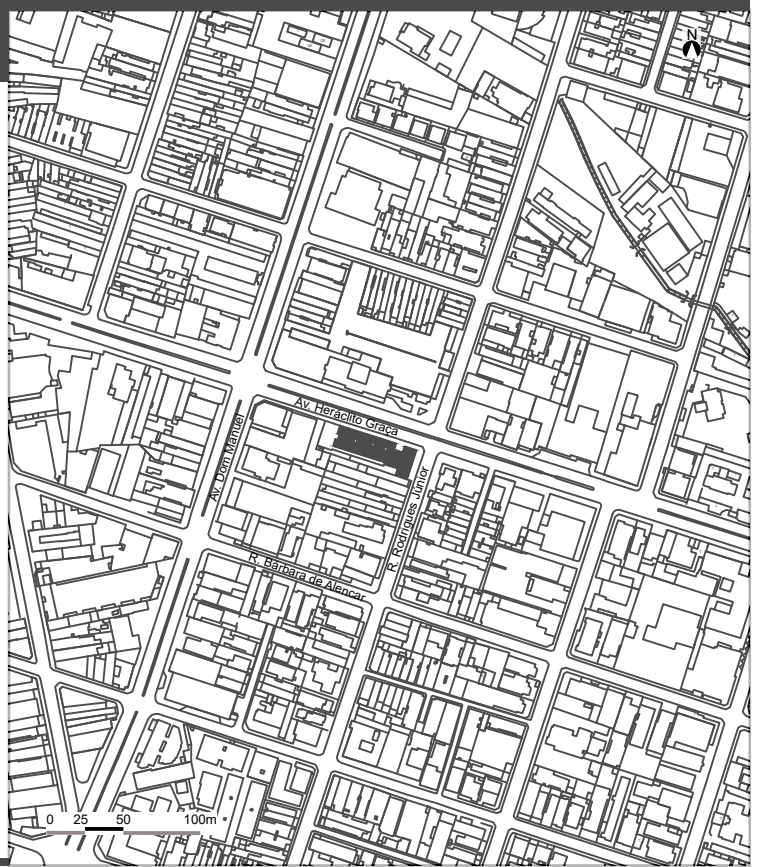 N
Av. Heráclito Graça
Av. Dom Manuel
R. Rodrigues Júnior
R. Bárbara de Alencar
0 25 50 100m